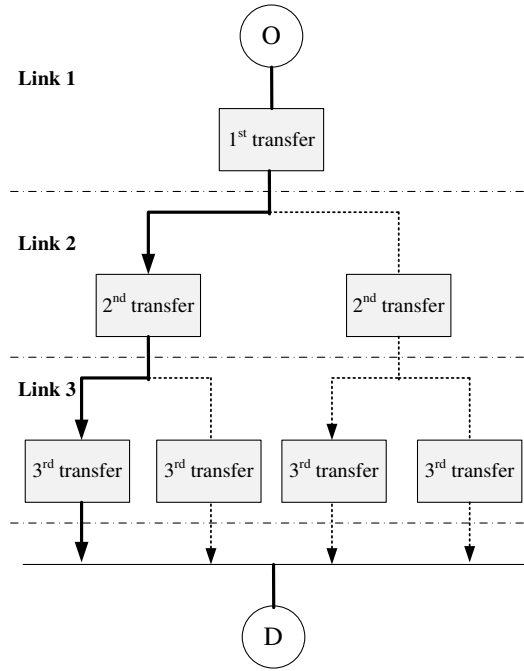 O
Link 1
1st transfer
Link 2
2nd transfer
2nd transfer
Link 3
3rd transfer
3rd transfer
3rd transfer
3rd transfer
D